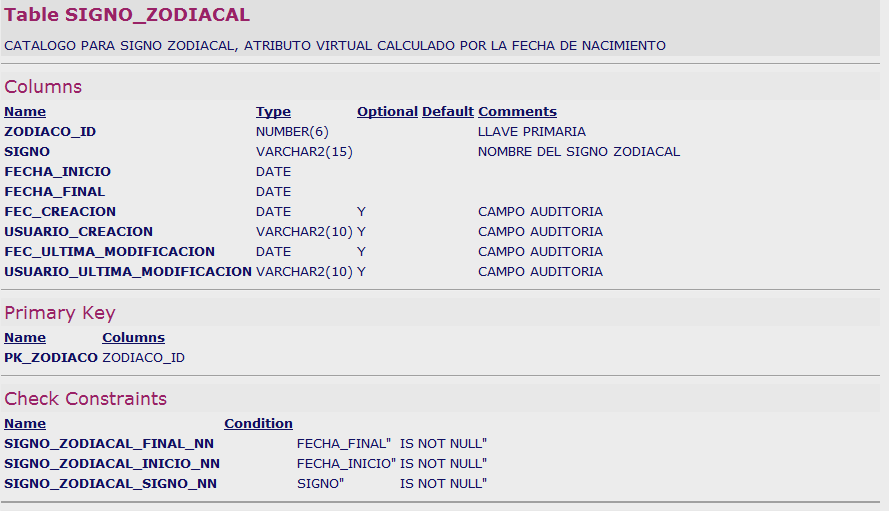 Table SIGNO_ZODIACAL
CATALOGO PARA SIGNO ZODIACAL, ATRIBUTO VIRTUAL CALCULADO POR LA FECHA DE NACIMIENTO
Columns
Name Type Optional Default Comments
ZODIACO_ID NUMBER(6) LLAVE PRIMARIA
SIGNO VARCHAR2(15) NOMBRE DEL SIGNO ZODIACAL
FECHA_INICIO DATE
FECHA_FINAL DATE
FEC_CREACION DATE Y CAMPO AUDITORIA
USUARIO_CREACION VARCHAR2(10) Y CAMPO AUDITORIA
FEC_ULTIMA_MODIFICACION DATE Y CAMPO AUDITORIA
USUARIO_ULTIMA_MODIFICACION VARCHAR2(10) Y CAMPO AUDITORIA
Primary Key
Name Columns
PK_ZODIACO ZODIACO_ID
Check Constraints
Name Condition
SIGNO_ZODIACAL_FINAL_NN FECHA_FINAL" IS NOT NULL"
SIGNO_ZODIACAL_INICIO_NN FECHA_INICIO" IS NOT NULL"
SIGNO_ZODIACAL_SIGNO_NN SIGNO" IS NOT NULL"